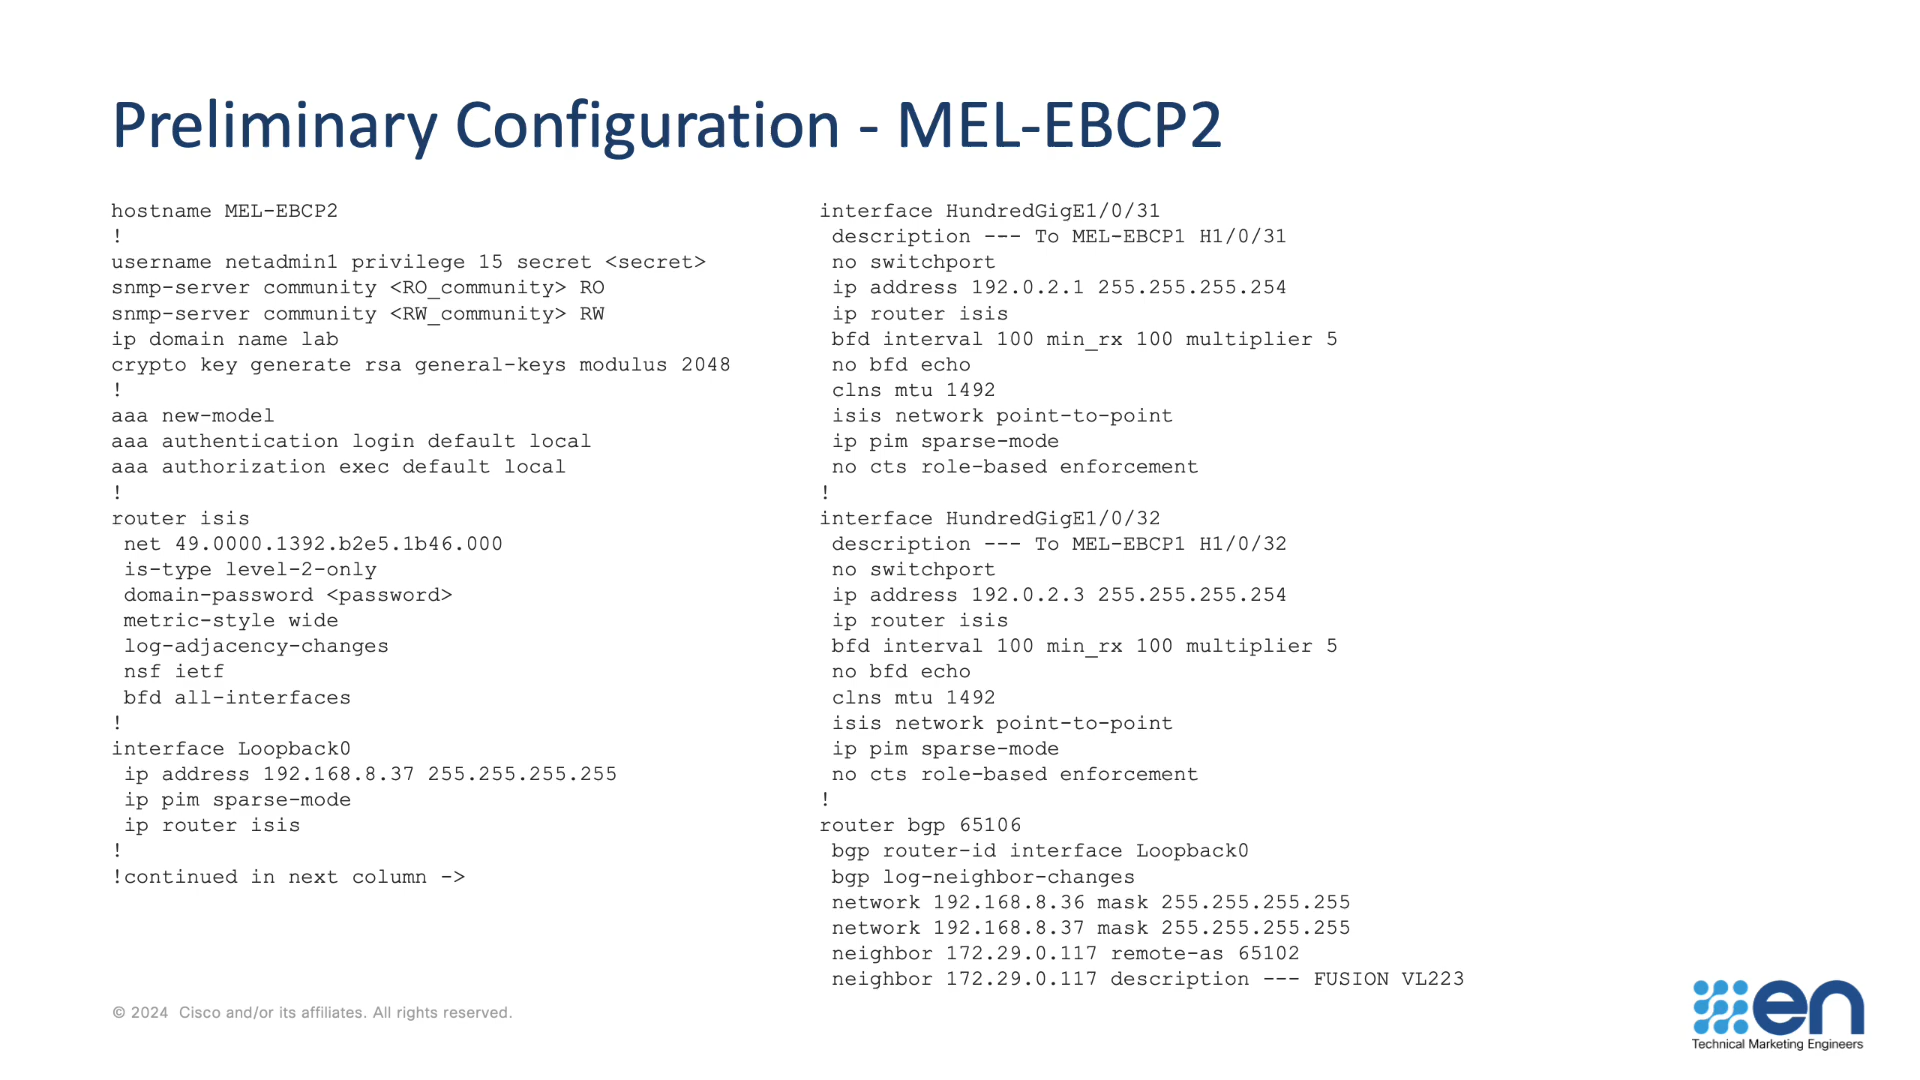 Preliminary Configuration - MEL-EBCP2
hostname MEL-EBCP2
!
username netadmin1 privilege 15 secret <secret>
snmp-server community <RO_community> RO
snmp-server community <RW_community> RW
ip domain name lab
crypto key generate rsa general-keys modulus 2048
!
aaa new-model
aaa authentication login default local
aaa authorization exec default local
!
router isis
 net 49.0000.1392.b2e5.1b46.000
 is-type level-2-only
 domain-password <password>
 metric-style wide
 log-adjacency-changes
 nsf ietf
 bfd all-interfaces
!
interface Loopback0
 ip address 192.168.8.37 255.255.255.255
 ip pim sparse-mode
 ip router isis
!
!continued in next column ->
interface HundredGigE1/0/31
 description --- To MEL-EBCP1 H1/0/31
 no switchport
 ip address 192.0.2.1 255.255.255.254
 ip router isis
 bfd interval 100 min_rx 100 multiplier 5
 no bfd echo
 clns mtu 1492
 isis network point-to-point
 ip pim sparse-mode
 no cts role-based enforcement
!
interface HundredGigE1/0/32
 description --- To MEL-EBCP1 H1/0/32
 no switchport
 ip address 192.0.2.3 255.255.255.254
 ip router isis
 bfd interval 100 min_rx 100 multiplier 5
 no bfd echo
 clns mtu 1492
 isis network point-to-point
 ip pim sparse-mode
 no cts role-based enforcement
!
router bgp 65106
 bgp router-id interface Loopback0
 bgp log-neighbor-changes
 network 192.168.8.36 mask 255.255.255.255
 network 192.168.8.37 mask 255.255.255.255
 neighbor 172.29.0.117 remote-as 65102
 neighbor 172.29.0.117 description --- FUSION VL223
© 2024 Cisco and/or its affiliates. All rights reserved.
en
Technical Marketing Engineers